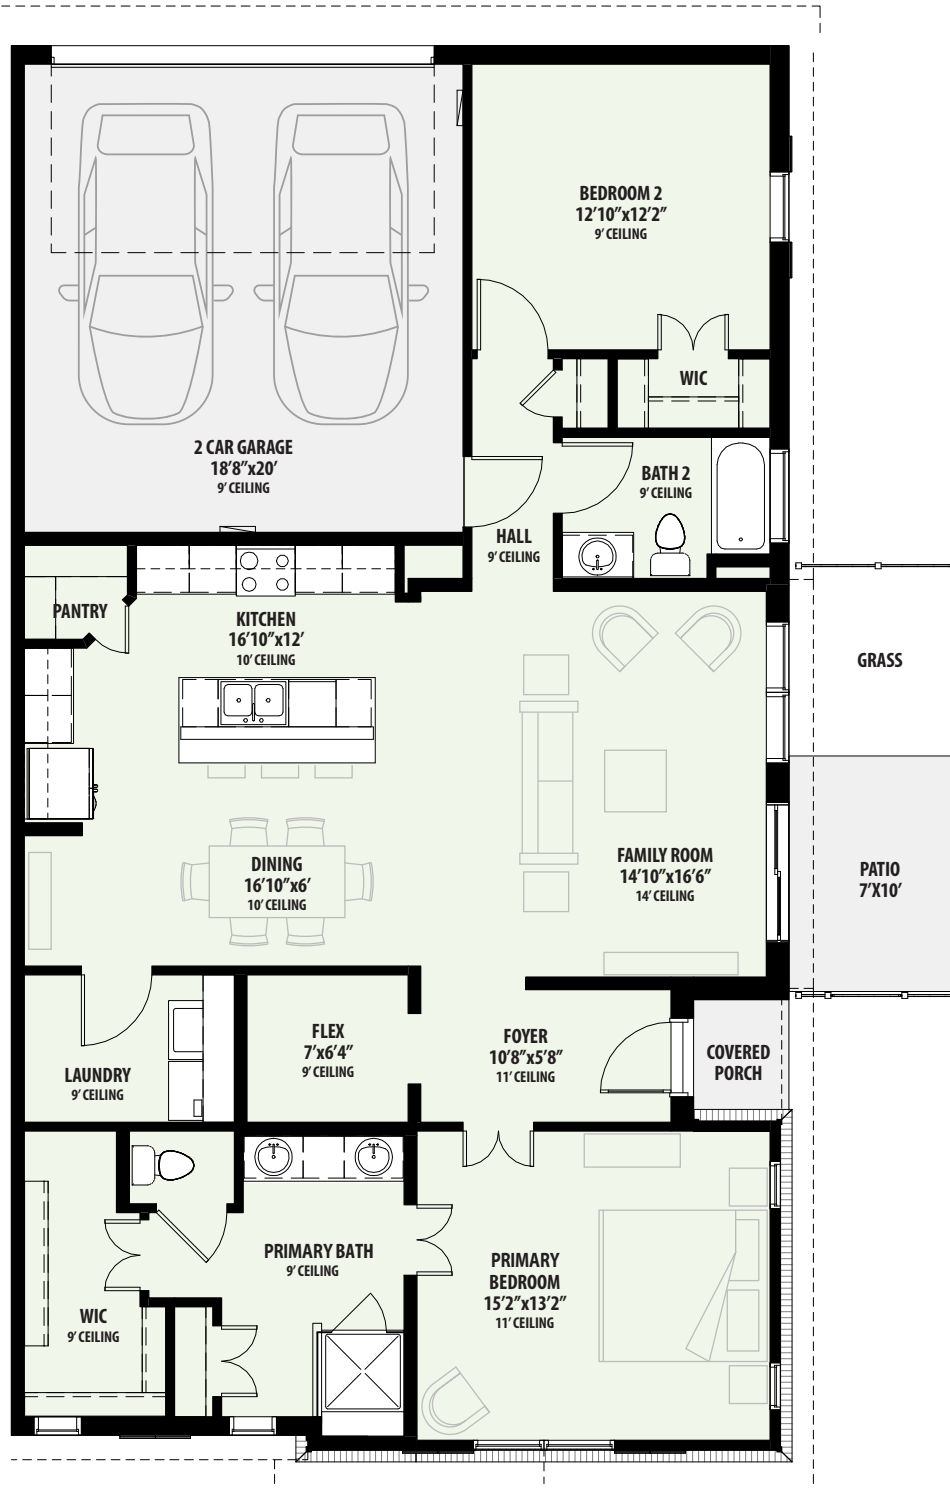 BEDROOM 2
12'10"x12'2"
9' CEILING
WIC
2 CAR GARAGE
18'8"x20'
9' CEILING
BATH 2
9' CEILING
HALL
9' CEILING
PANTRY
KITCHEN
16'10"x12'
10' CEILING
GRASS
DINING
16'10"x6'
10' CEILING
FAMILY ROOM
14'10"x16'6"
14' CEILING
PATIO
7'X10'
FLEX
7'x6'4"
9' CEILING
FOYER
10'8"x5'8"
11' CEILING
COVERED
PORCH
LAUNDRY
9' CEILING
PRIMARY BATH
9' CEILING
PRIMARY
BEDROOM
15'2"x13'2"
11' CEILING
WIC
9' CEILING